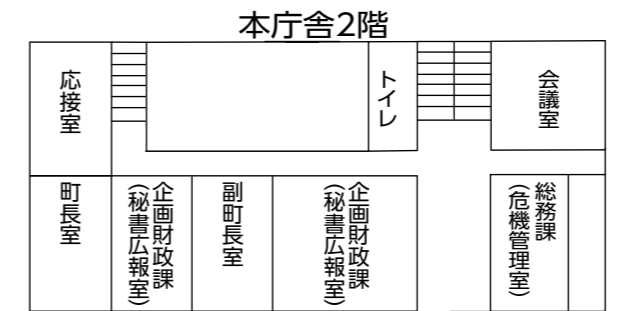 本庁舎2階
応接室
トイレ
会議室
町長室
企画財政課
(秘書広報室)
副町長室
企画財政課
(秘書広報室)
総務課
(危機管理室)